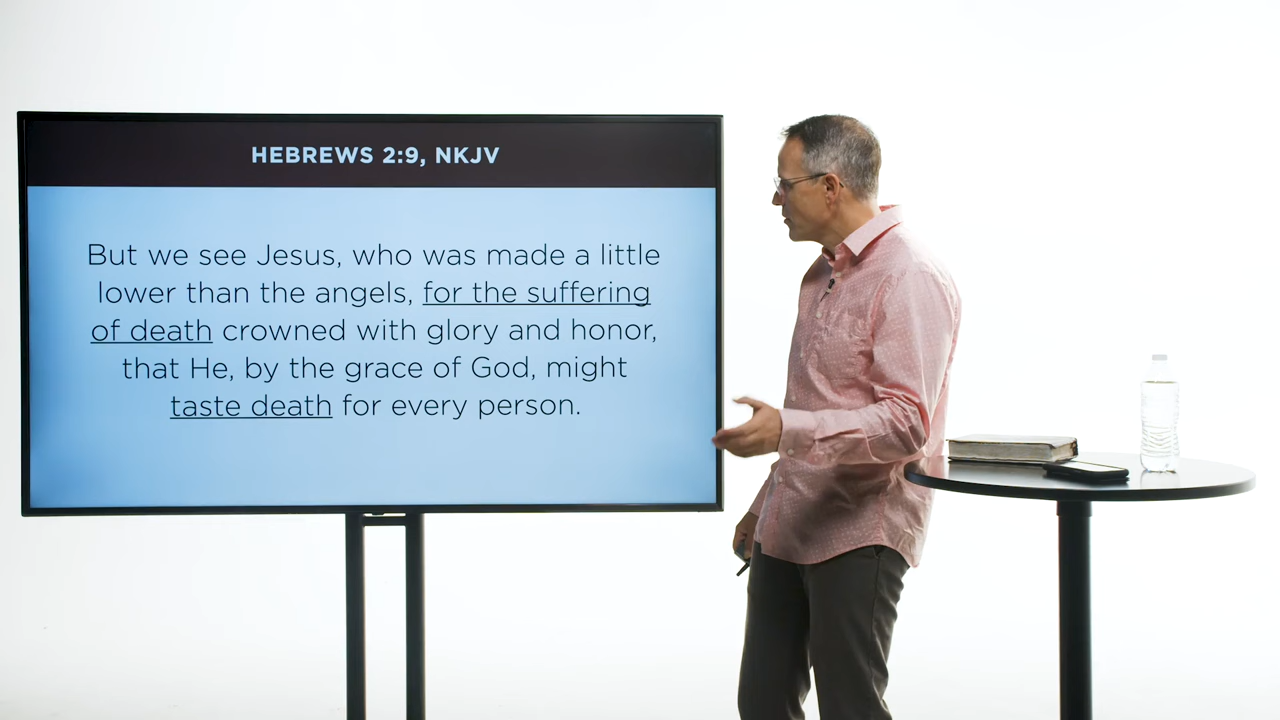 HEBREWS 2:9, NKJV
But we see Jesus, who was made a little
lower than the angels, for the suffering
of death crowned with glory and honor,
that He, by the grace of God, might
taste death for every person.